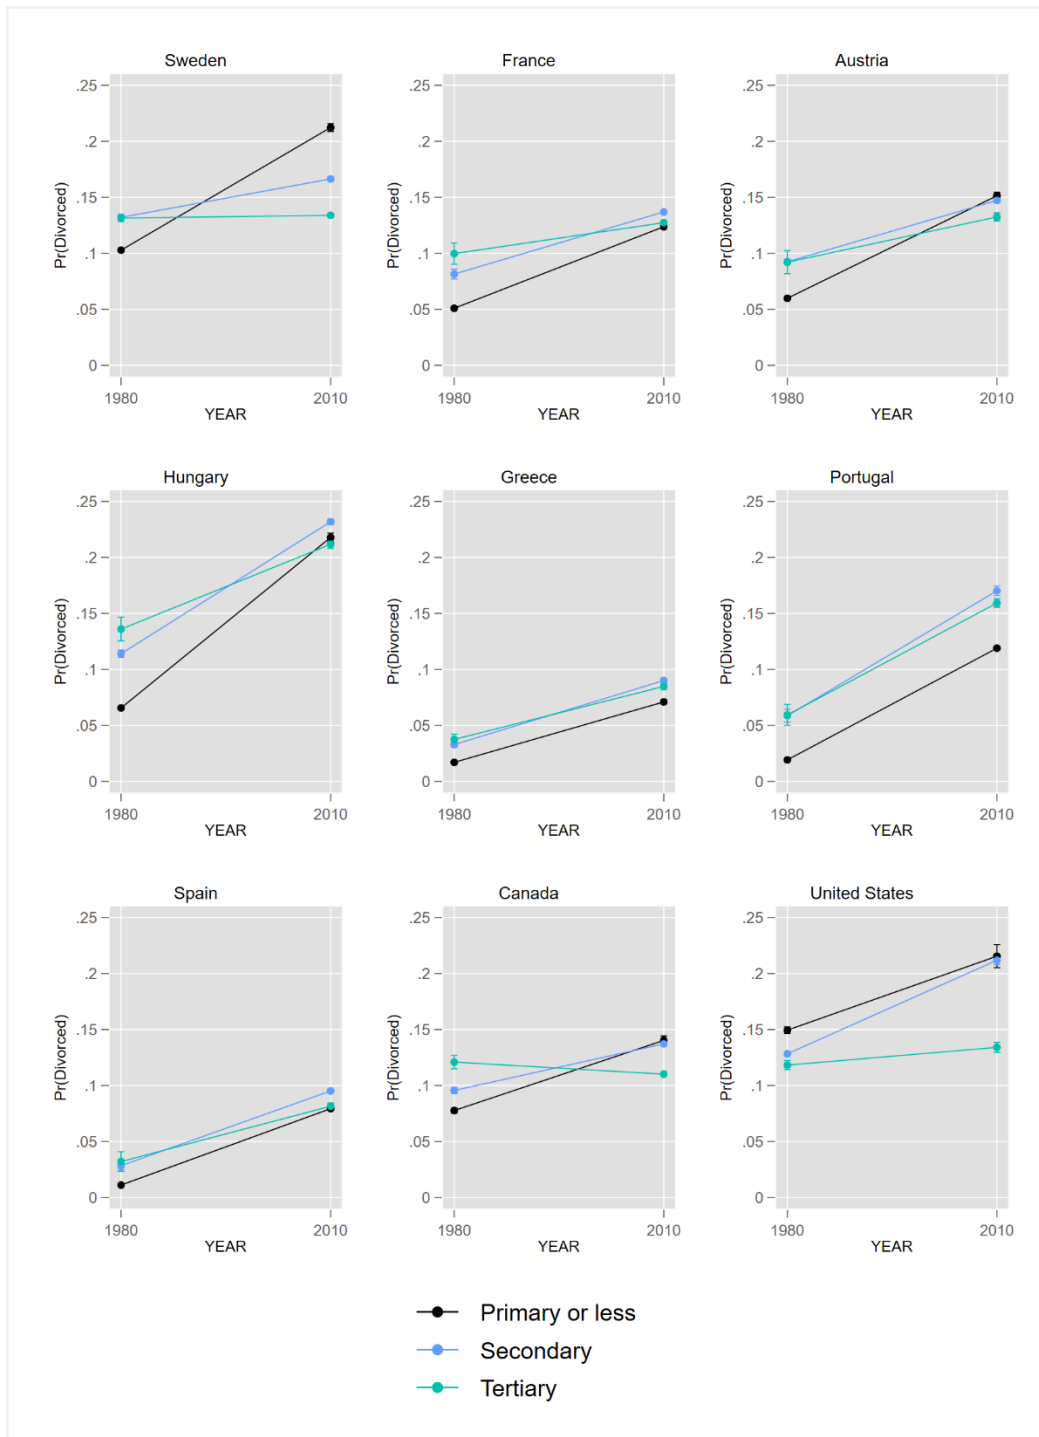 Sweden
.25
.2
.15
.1
.05
0
Pr(Divorced)
1980 2010
YEAR
France
.25
.2
.15
.1
.05
0
Pr(Divorced)
1980 2010
YEAR
Austria
.25
.2
.15
.1
.05
0
Pr(Divorced)
1980 2010
YEAR
Hungary
.25
.2
.15
.1
.05
0
Pr(Divorced)
1980 2010
YEAR
Greece
.25
.2
.15
.1
.05
0
Pr(Divorced)
1980 2010
YEAR
Portugal
.25
.2
.15
.1
.05
0
Pr(Divorced)
1980 2010
YEAR
Spain
.25
.2
.15
.1
.05
0
Pr(Divorced)
1980 2010
YEAR
Canada
.25
.2
.15
.1
.05
0
Pr(Divorced)
1980 2010
YEAR
United States
.25
.2
.15
.1
.05
0
Pr(Divorced)
1980 2010
YEAR
Primary or less
Secondary
Tertiary